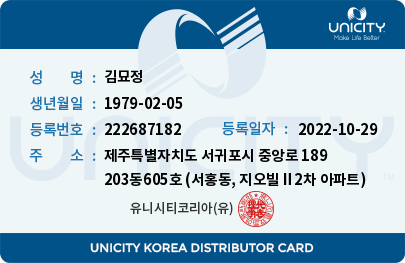 UNICITY
Make Life Better
성 명 : 김묘정
생년월일 : 1979-02-05
등록번호 : 222687182 등록일자 : 2022-10-29
UNICITY
주 소 : 제주특별자치도 서귀포시 중앙로 189
203동605호 (서홍동, 지오빌Ⅱ2차 아파트)
유니시티코리아(유)
UNICITY KOREA DISTRIBUTOR CARD